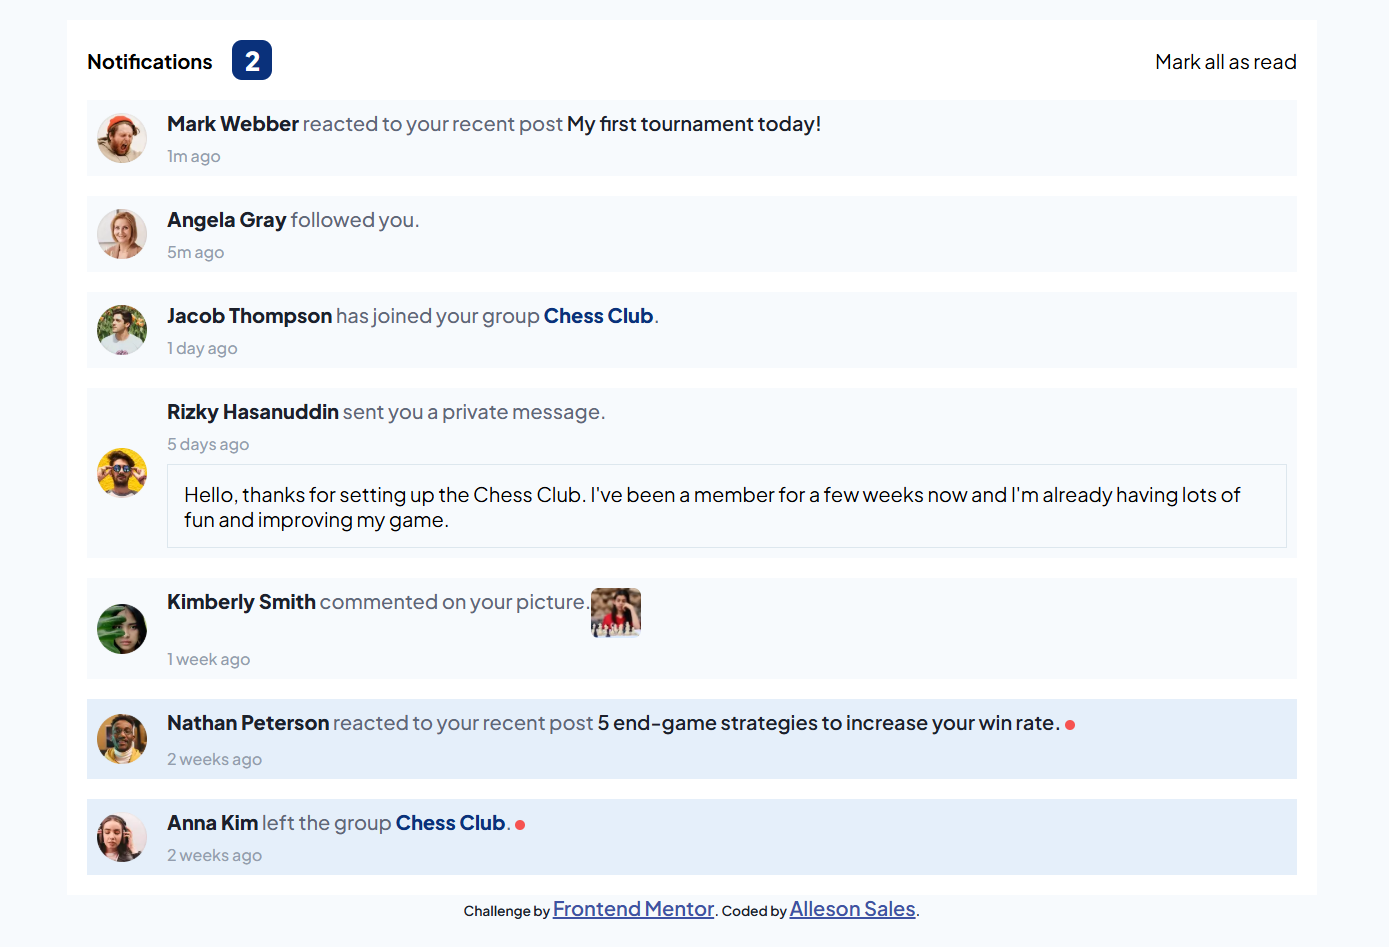 Notifications 2 Mark all as read
Mark Webber reacted to your recent post My first tournament today!
1m ago
Angela Gray followed you.
5m ago
Jacob Thompson has joined your group Chess Club.
1 day ago
Rizky Hasanuddin sent you a private message.
5 days ago
Hello, thanks for setting up the Chess Club. I've been a member for a few weeks now and I'm already having lots of
fun and improving my game.
Kimberly Smith commented on your picture.
1 week ago
Nathan Peterson reacted to your recent post 5 end-game strategies to increase your win rate.
2 weeks ago
Anna Kim left the group Chess Club.
2 weeks ago
Challenge by Frontend Mentor. Coded by Alleson Sales.